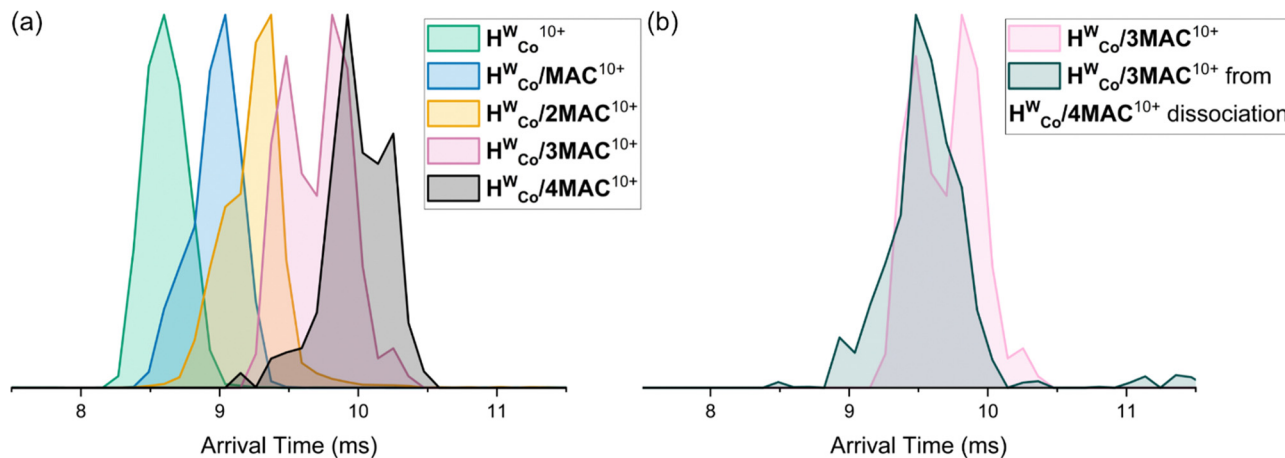 (a)
H^W_Co^10+
H^W_Co/MAC^10+
H^W_Co/2MAC^10+
H^W_Co/3MAC^10+
H^W_Co/4MAC^10+
8 9 10 11
Arrival Time (ms)
(b)
H^W_Co/3MAC^10+
H^W_Co/3MAC^10+ from
H^W_Co/4MAC^10+ dissociation
8 9 10 11
Arrival Time (ms)